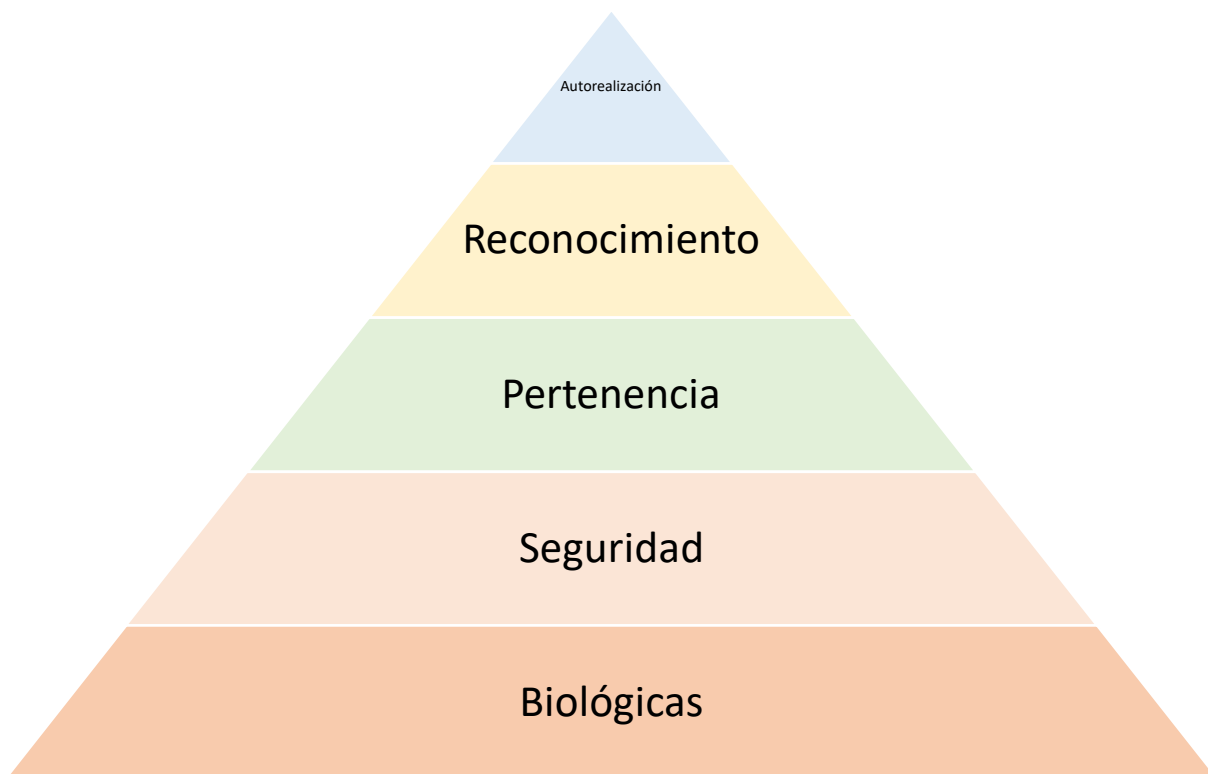 Autorealización
Reconocimiento
Pertenencia
Seguridad
Biológicas